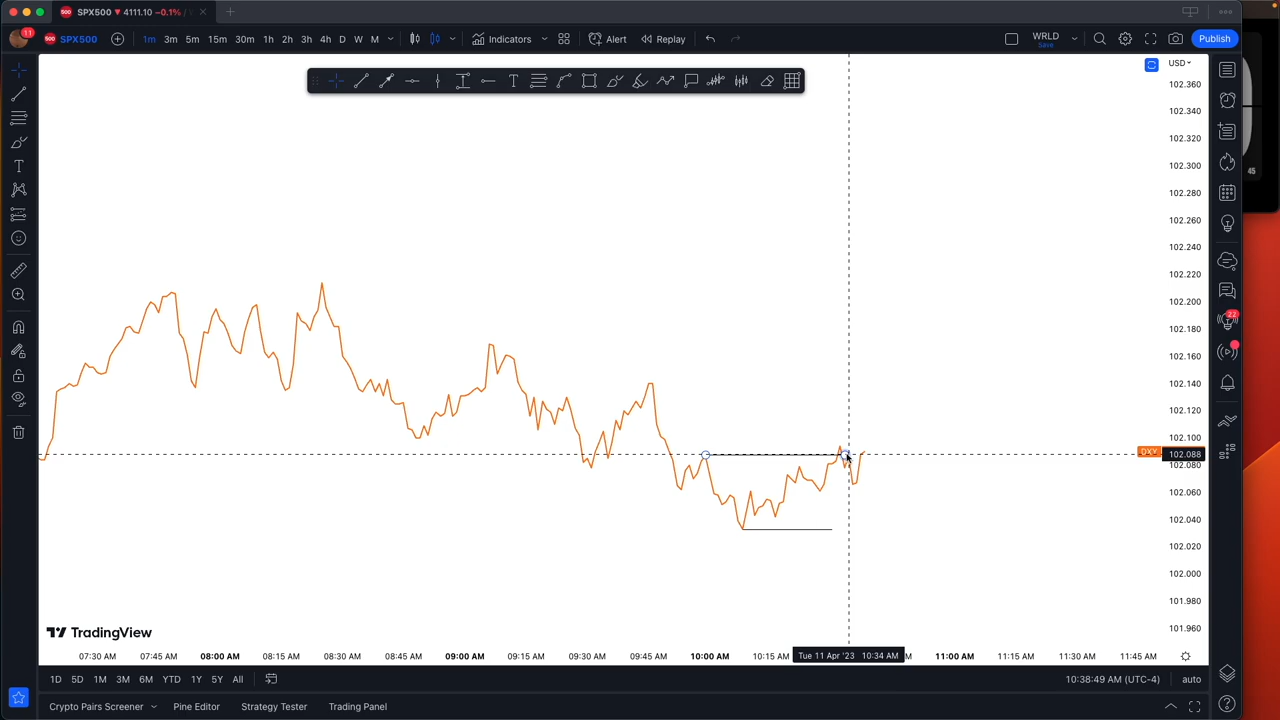 500 SPX500 ▼ 4111.10 −0.1% /
11
500 SPX500 1m 3m 5m 15m 30m 1h 2h 3h 4h D W M Indicators Alert Replay WRLD Save Publish
T
T
USD
102.360
102.340
102.320
102.300
102.280
102.260
102.240
102.220
102.200
102.180
102.160
102.140
102.120
102.100
DXY 102.088
102.080
102.060
102.040
102.020
102.000
101.980
101.960
45
22
TradingView
07:30 AM 07:45 AM 08:00 AM 08:15 AM 08:30 AM 08:45 AM 09:00 AM 09:15 AM 09:30 AM 09:45 AM 10:00 AM 10:15 AM Tue 11 Apr '23 10:34 AM M 11:00 AM 11:15 AM 11:30 AM 11:45 AM
1D 5D 1M 3M 6M YTD 1Y 5Y All 10:38:49 AM (UTC-4) auto
Crypto Pairs Screener Pine Editor Strategy Tester Trading Panel